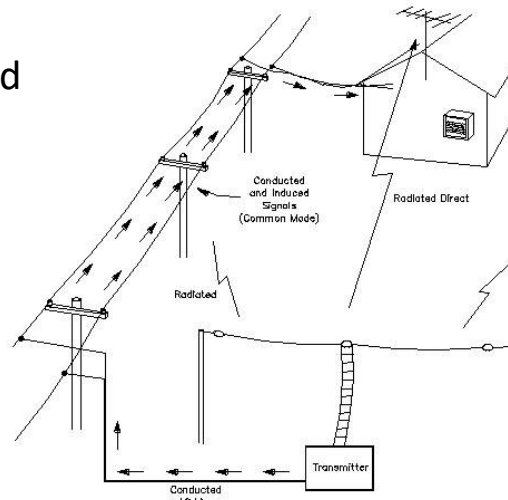 d
Conducted
and Induced
Signals
(Common Mode)
Radiated Direct
Radiated
Transmitter
Conducted